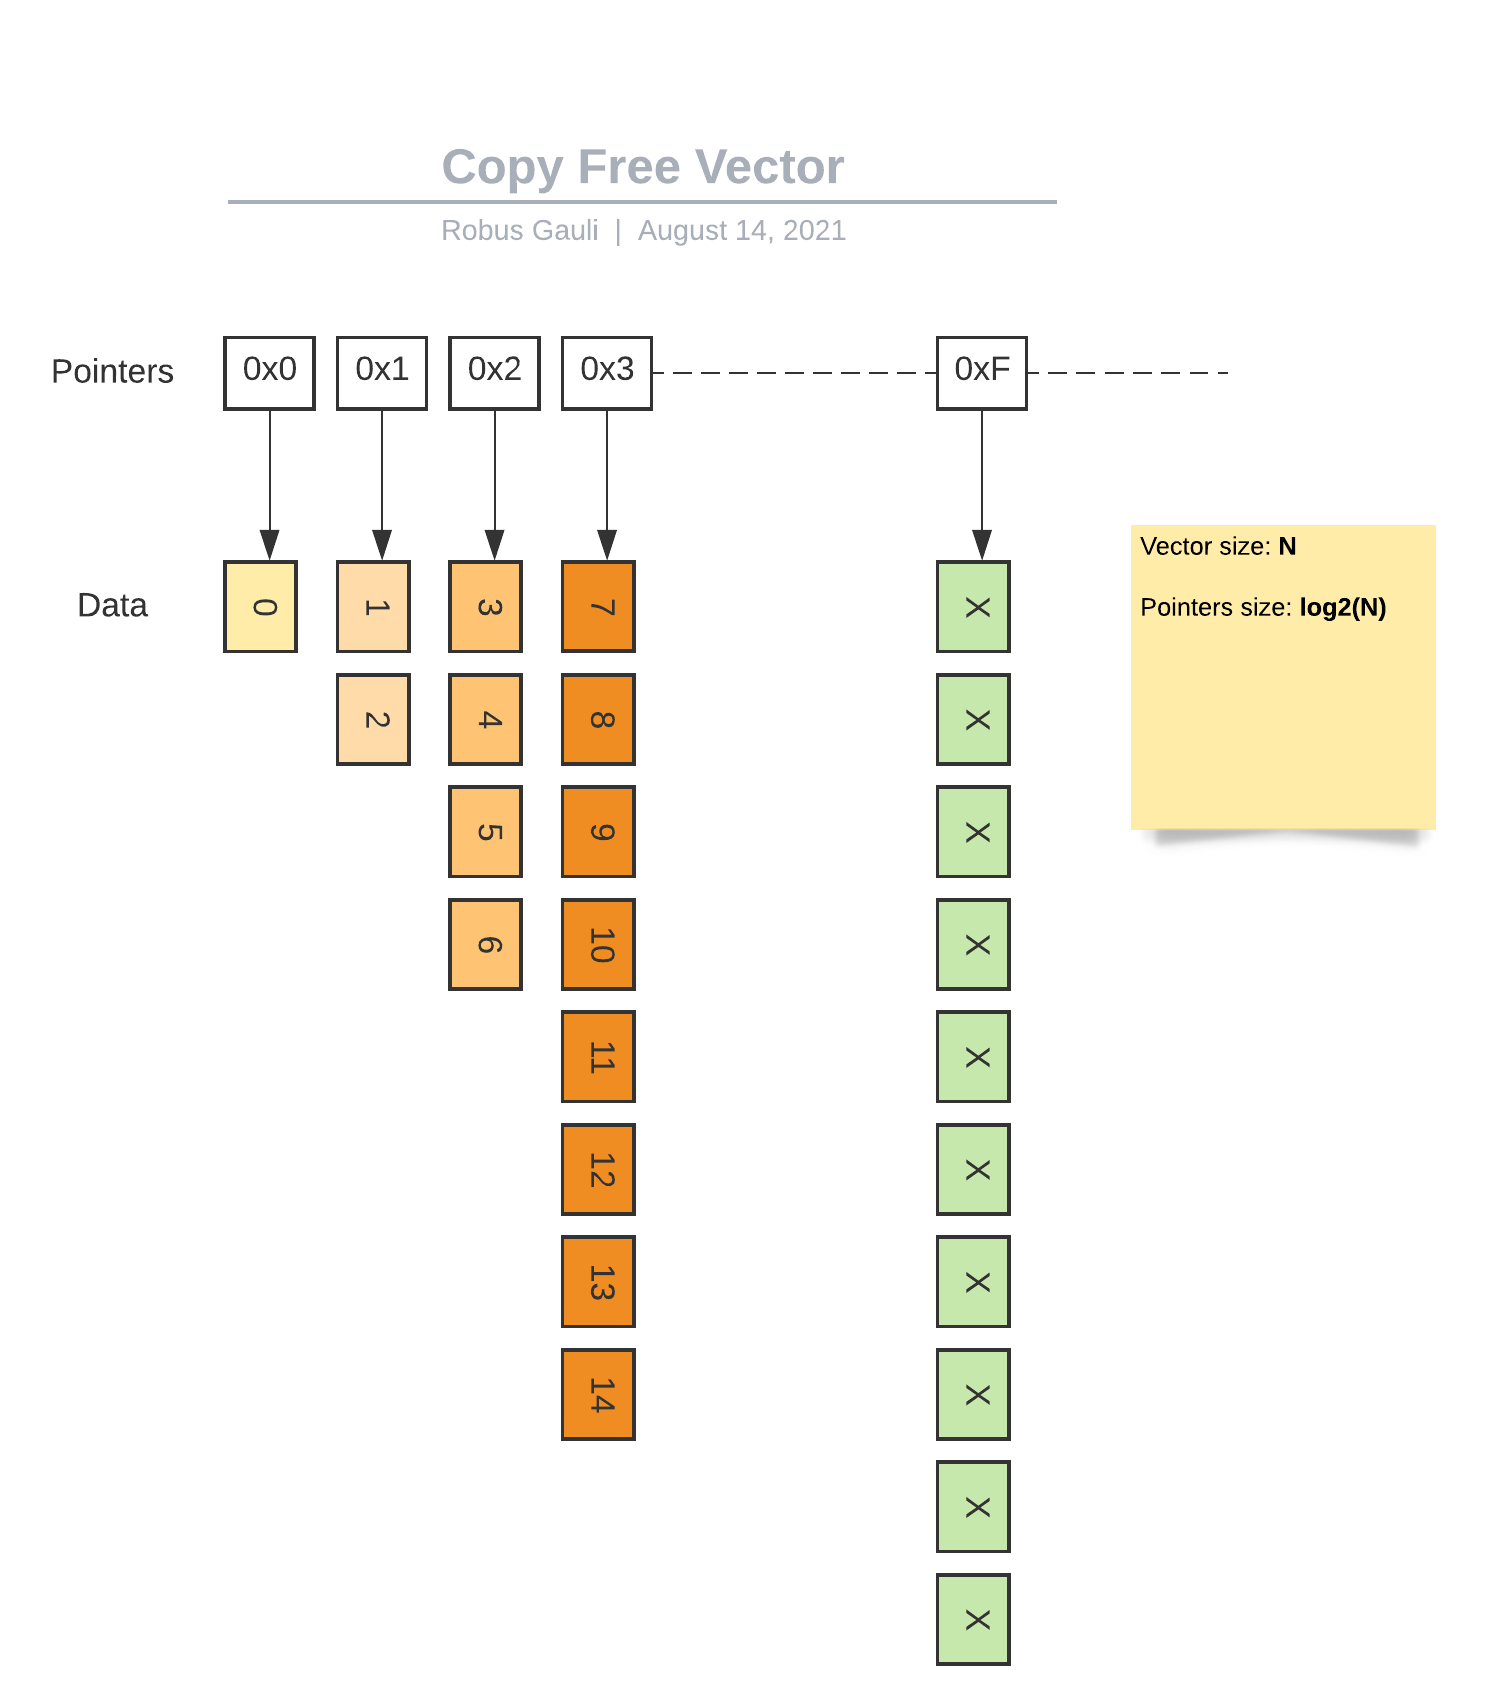 Copy Free Vector
Robus Gauli | August 14, 2021
Pointers
0x0
0x1
0x2
0x3
0xF
Data
0
1
3
7
X
Vector size: N
Pointers size: log2(N)
2
4
8
X
5
9
X
6
10
X
11
X
12
X
13
X
14
X
X
X